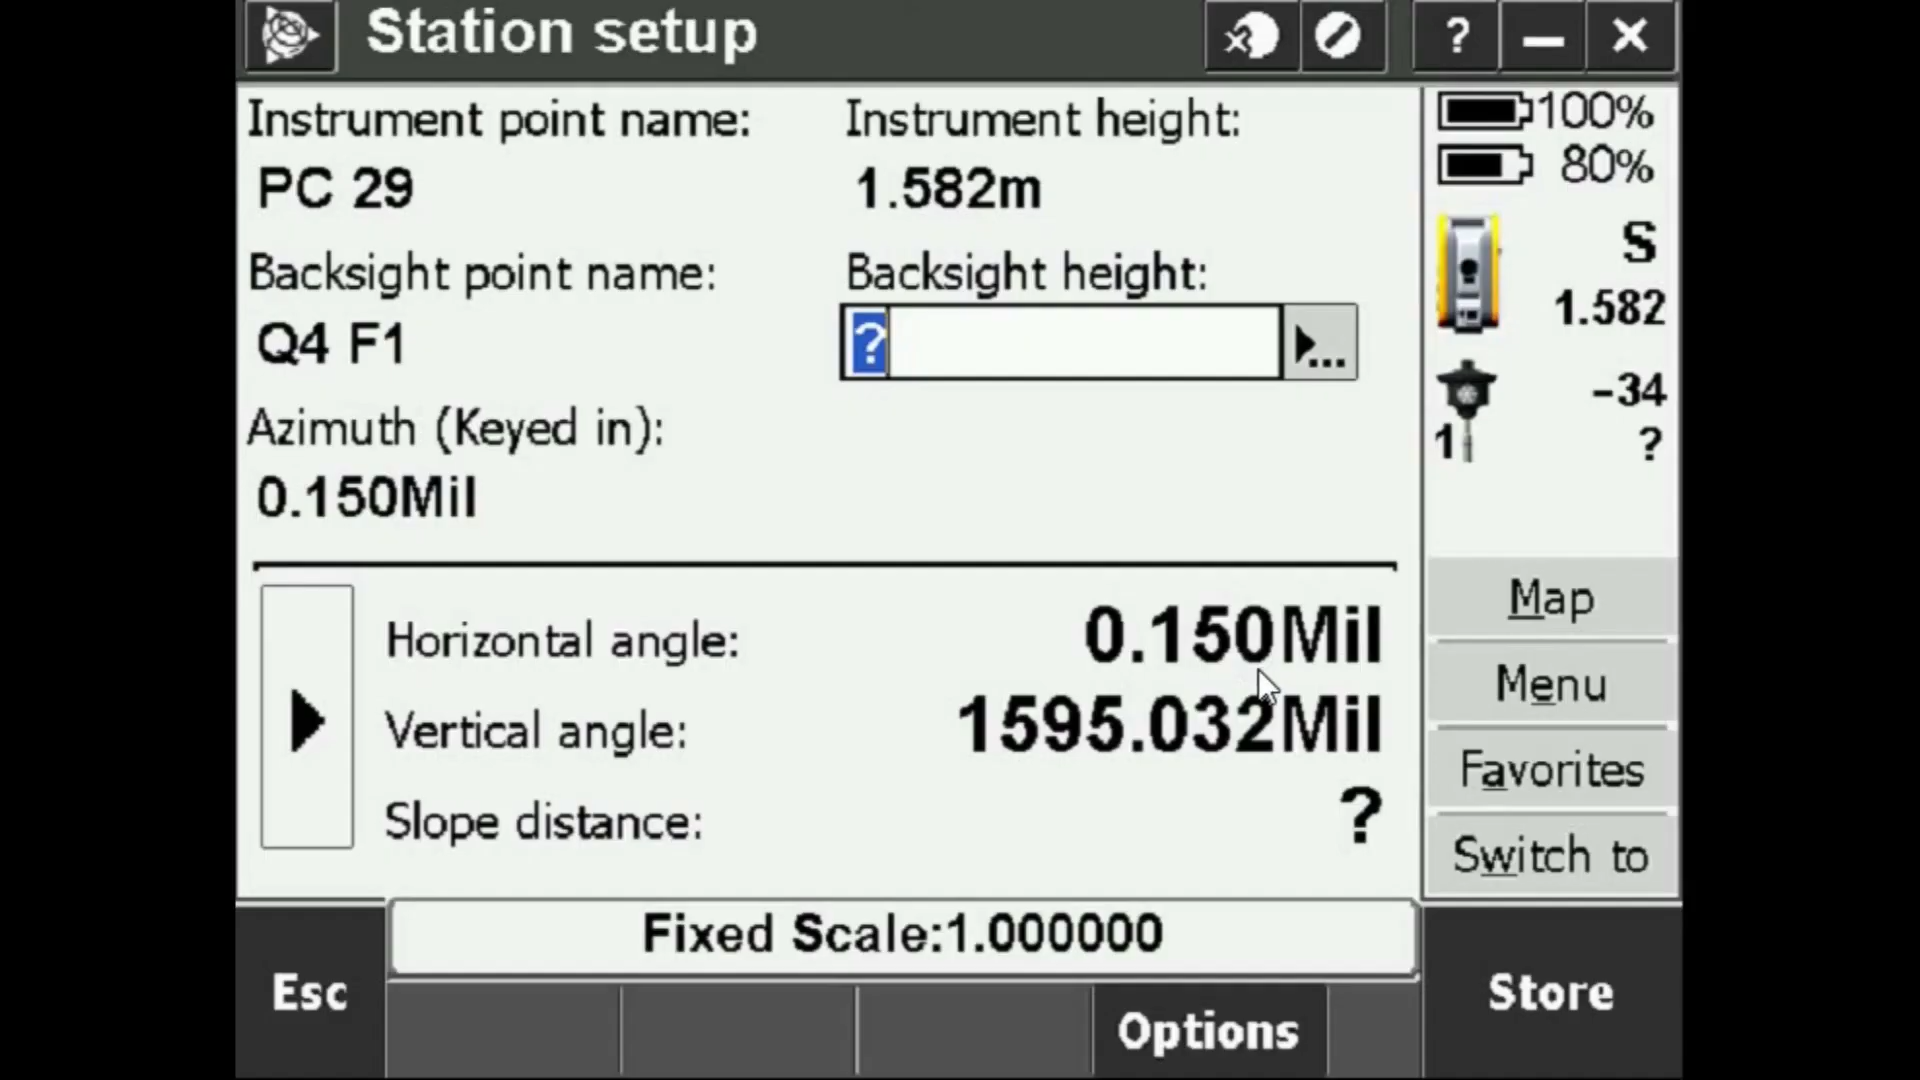 Station setup
?
Instrument point name:
Instrument height:
PC 29
1.582m
Backsight point name:
Backsight height:
Q4 F1
?
...
Azimuth (Keyed in):
0.150Mil
Horizontal angle:
0.150Mil
Vertical angle:
1595.032Mil
Slope distance:
?
100%
80%
S
1.582
-34
1
?
Map
Menu
Favorites
Switch to
Fixed Scale:1.000000
Esc
Options
Store